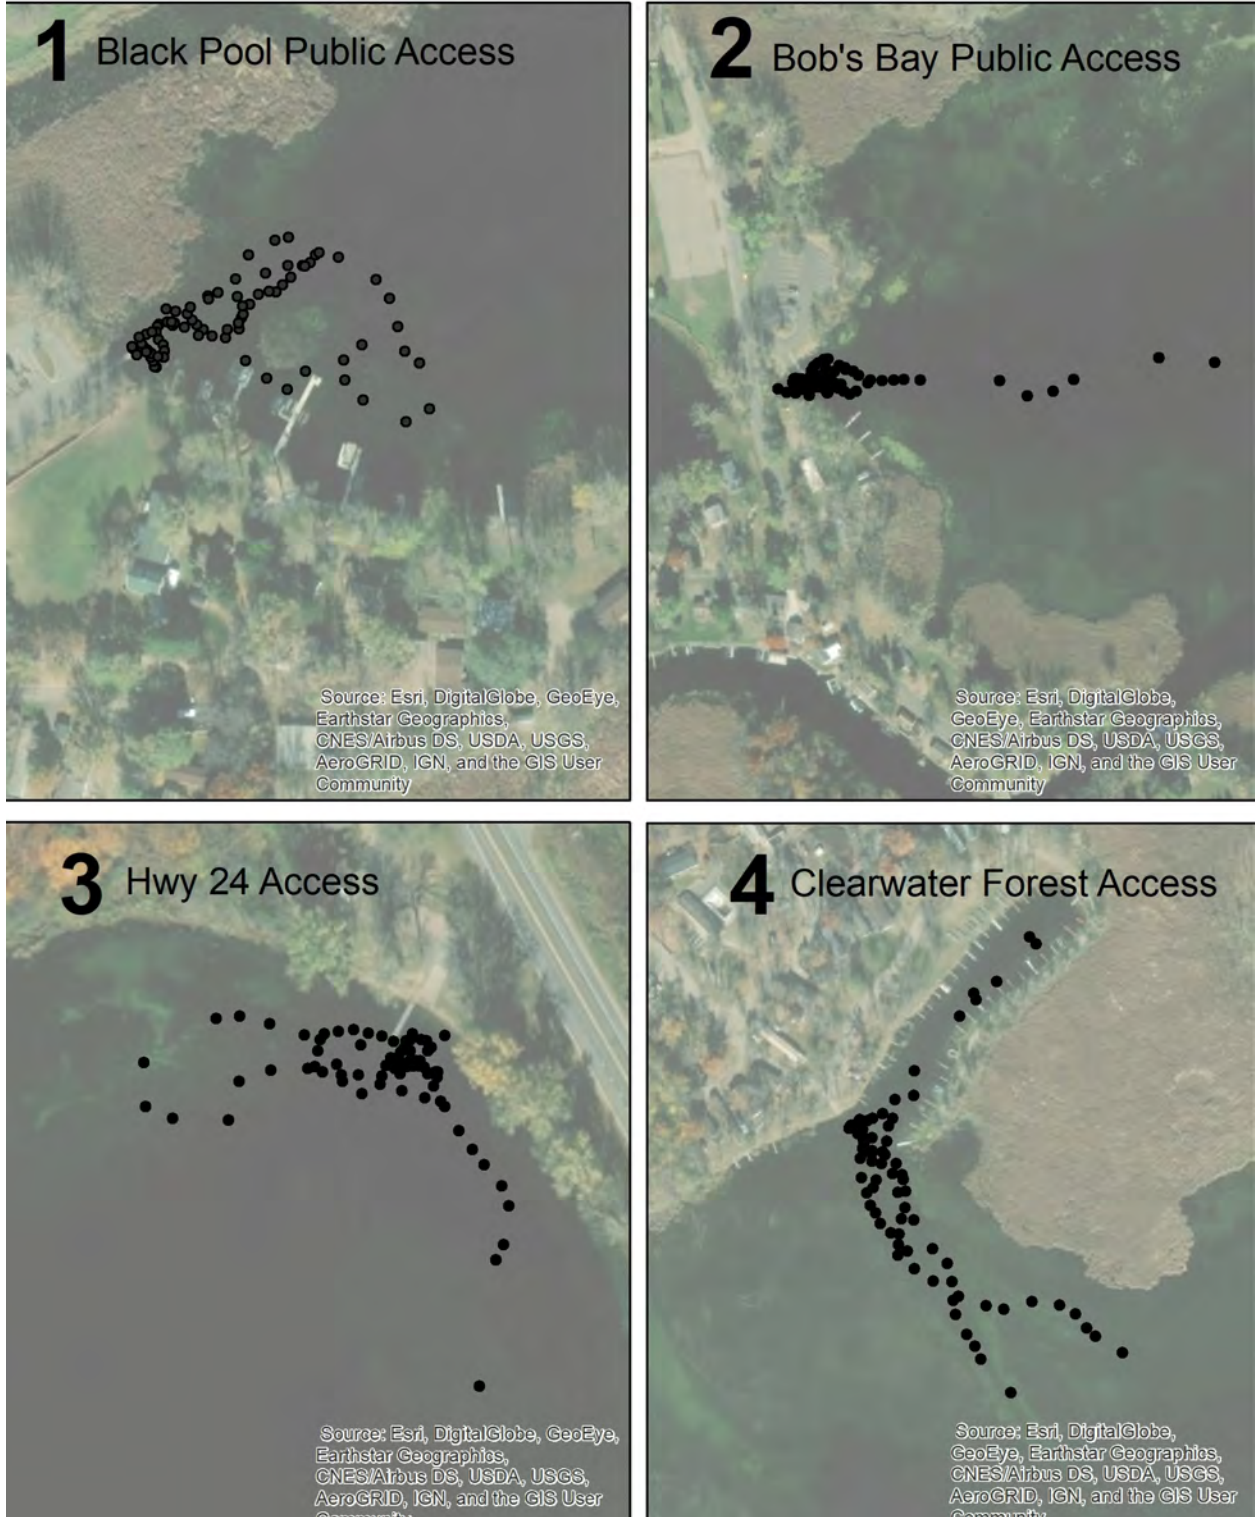 1 Black Pool Public Access
Source: Esri, DigitalGlobe, GeoEye,
Earthstar Geographics,
CNES/Airbus DS, USDA, USGS,
AeroGRID, IGN, and the GIS User
Community
2 Bob's Bay Public Access
Source: Esri, DigitalGlobe,
GeoEye, Earthstar Geographics,
CNES/Airbus DS, USDA, USGS,
AeroGRID, IGN, and the GIS User
Community
3 Hwy 24 Access
Source: Esri, DigitalGlobe, GeoEye,
Earthstar Geographics,
CNES/Airbus DS, USDA, USGS,
AeroGRID, IGN, and the GIS User
Community
4 Clearwater Forest Access
Source: Esri, DigitalGlobe,
GeoEye, Earthstar Geographics,
CNES/Airbus DS, USDA, USGS,
AeroGRID, IGN, and the GIS User
Community